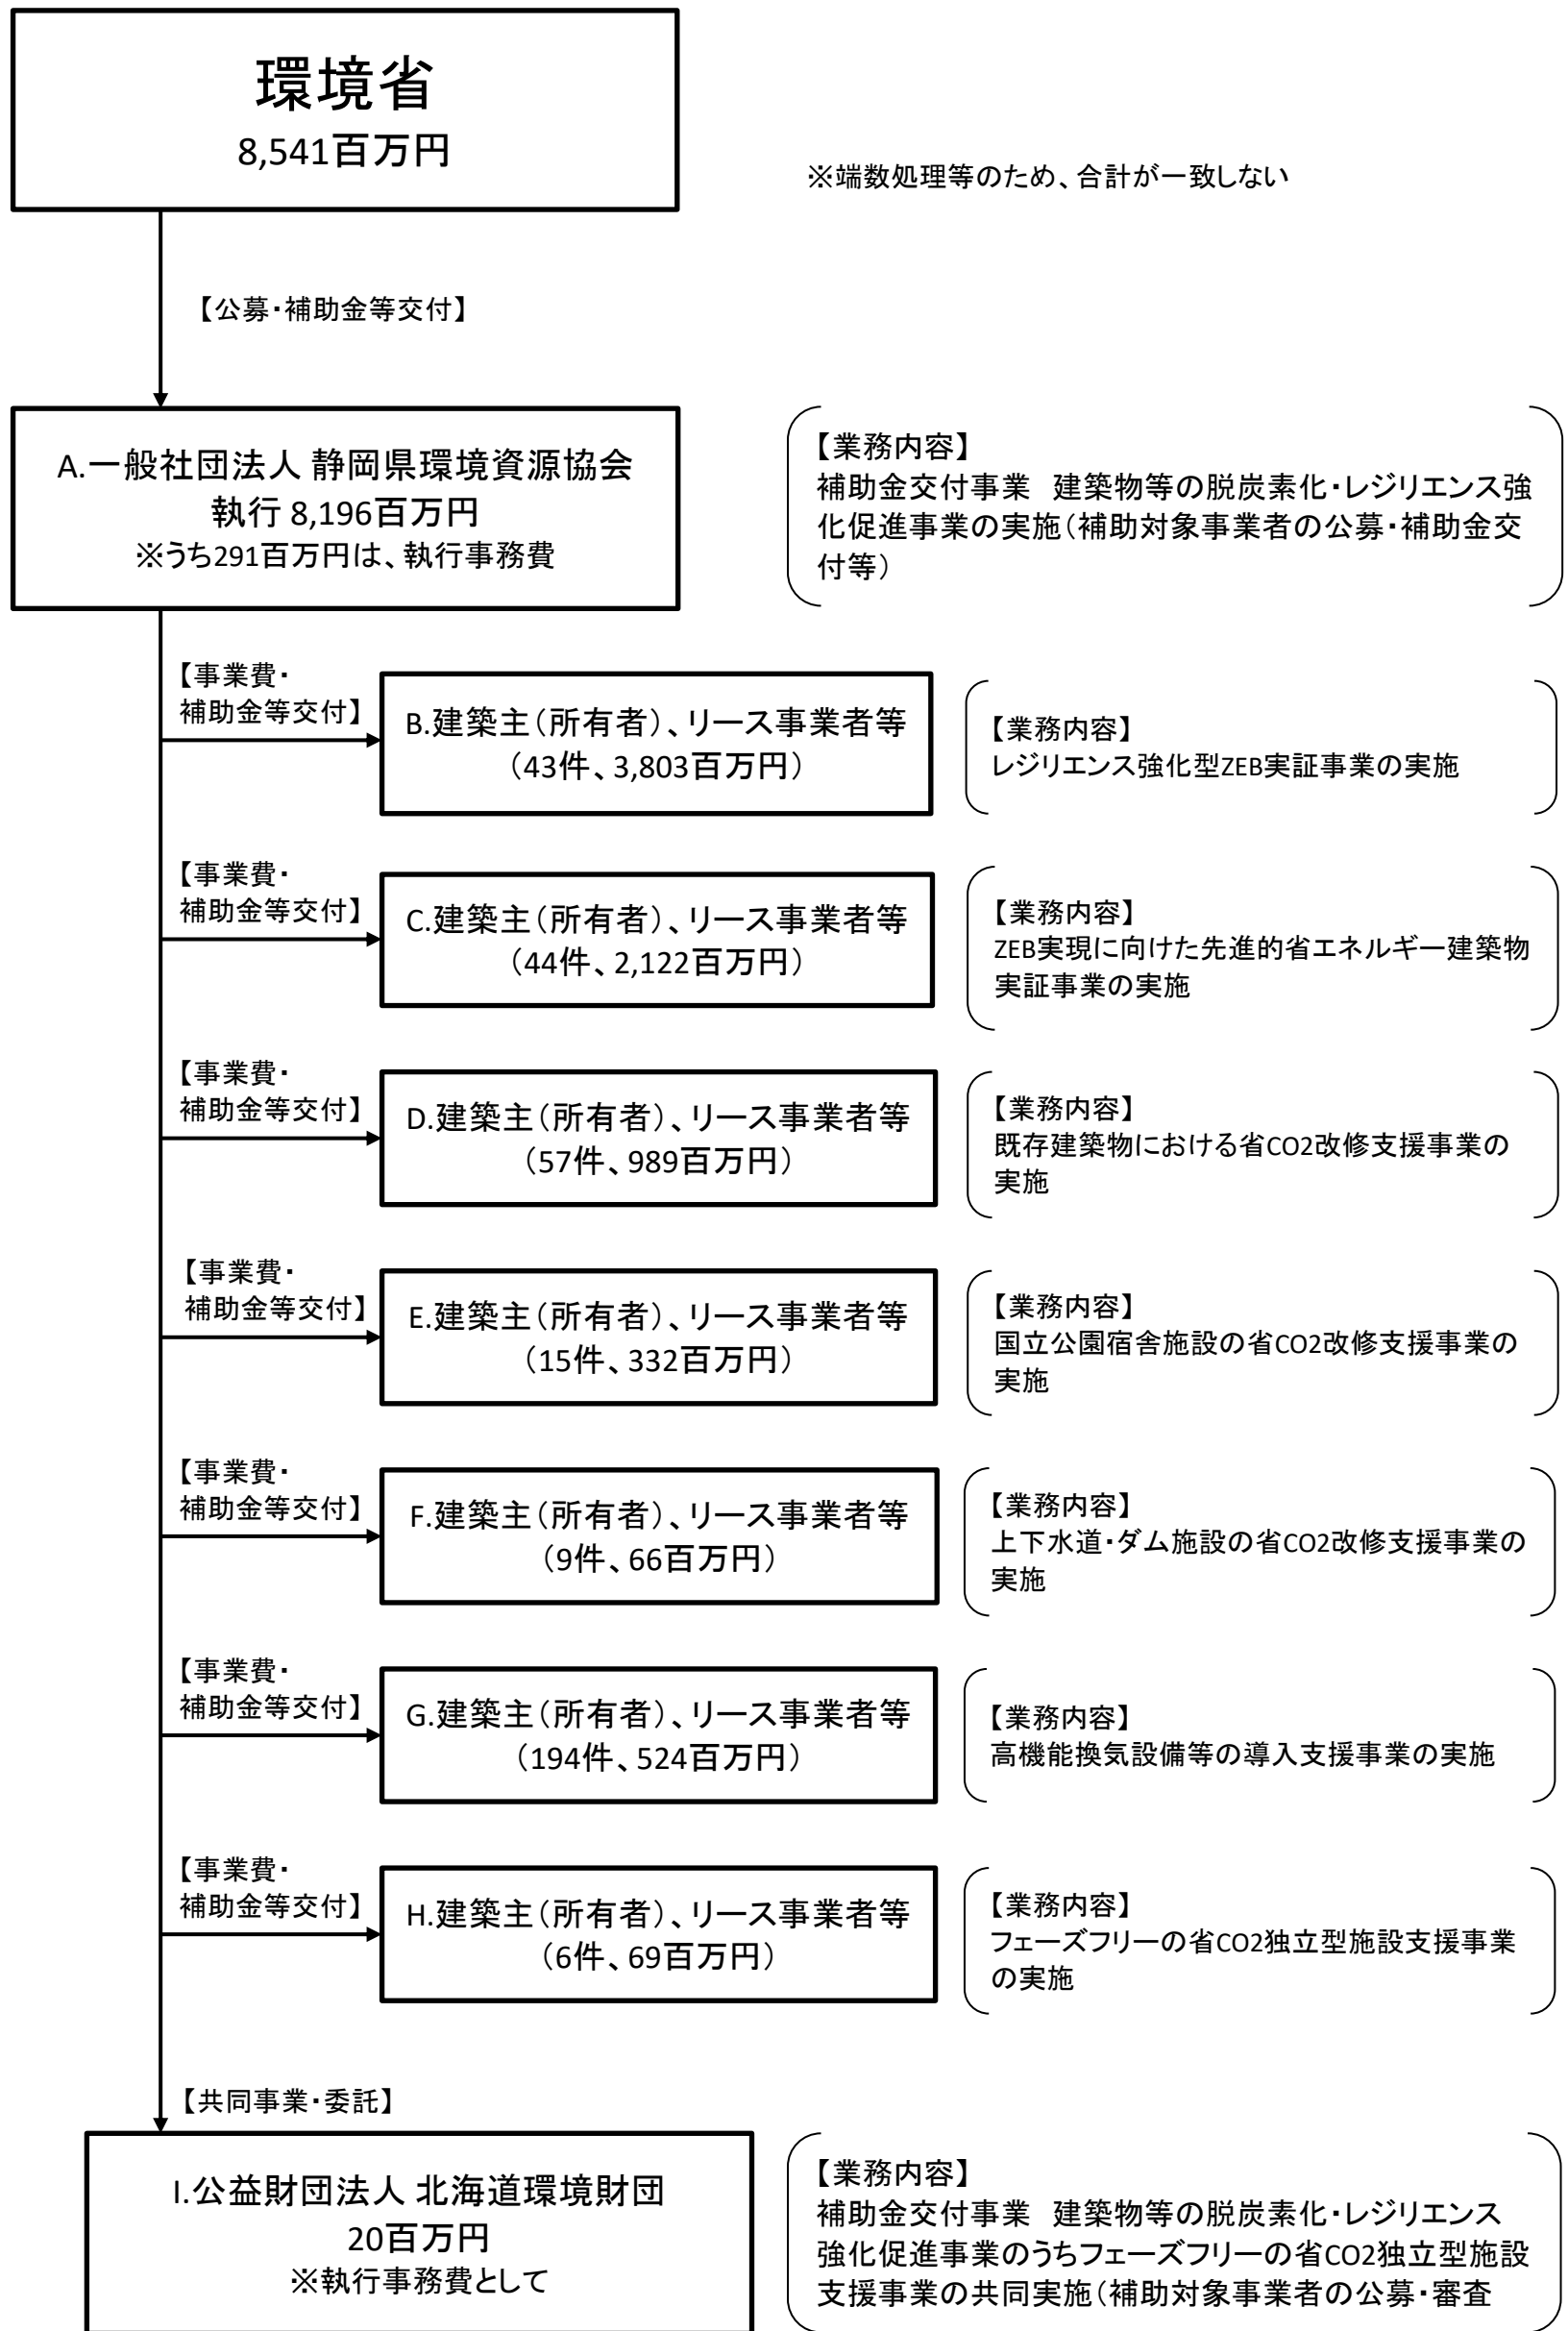 環境省
8,541百万円
※端数処理等のため、合計が一致しない
【公募・補助金等交付】
A.一般社団法人 静岡県環境資源協会
執行 8,196百万円
※うち291百万円は、執行事務費
【業務内容】
補助金交付事業　建築物等の脱炭素化・レジリエンス強
化促進事業の実施（補助対象事業者の公募・補助金交
付等）
【事業費・
補助金等交付】
B.建築主（所有者）、リース事業者等
（43件、3,803百万円）
【業務内容】
レジリエンス強化型ZEB実証事業の実施
【事業費・
補助金等交付】
C.建築主（所有者）、リース事業者等
（44件、2,122百万円）
【業務内容】
ZEB実現に向けた先進的省エネルギー建築物
実証事業の実施
【事業費・
補助金等交付】
D.建築主（所有者）、リース事業者等
（57件、989百万円）
【業務内容】
既存建築物における省CO2改修支援事業の
実施
【事業費・
補助金等交付】
E.建築主（所有者）、リース事業者等
（15件、332百万円）
【業務内容】
国立公園宿舎施設の省CO2改修支援事業の
実施
【事業費・
補助金等交付】
F.建築主（所有者）、リース事業者等
（9件、66百万円）
【業務内容】
上下水道・ダム施設の省CO2改修支援事業の
実施
【事業費・
補助金等交付】
G.建築主（所有者）、リース事業者等
（194件、524百万円）
【業務内容】
高機能換気設備等の導入支援事業の実施
【事業費・
補助金等交付】
H.建築主（所有者）、リース事業者等
（6件、69百万円）
【業務内容】
フェーズフリーの省CO2独立型施設支援事業
の実施
【共同事業・委託】
I.公益財団法人 北海道環境財団
20百万円
※執行事務費として
【業務内容】
補助金交付事業　建築物等の脱炭素化・レジリエンス
強化促進事業のうちフェーズフリーの省CO2独立型施設
支援事業の共同実施（補助対象事業者の公募・審査